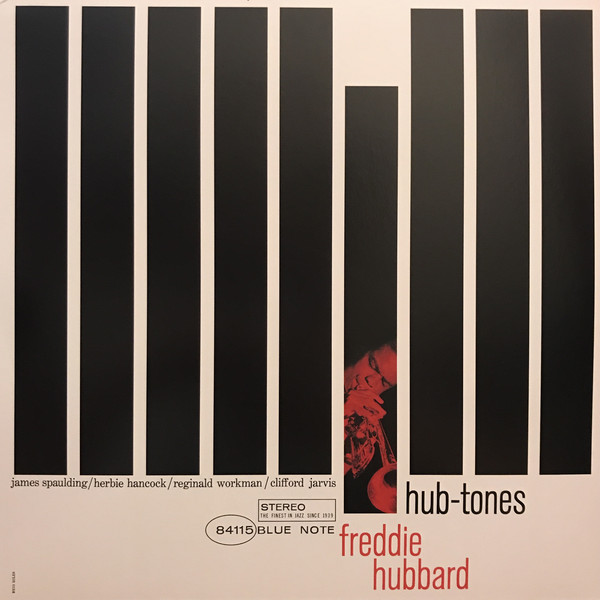 james spaulding/herbie hancock/reginald workman/clifford jarvis
hub-tones
STEREO
THE FINEST IN JAZZ SINCE 1939
84115 BLUE NOTE
freddie
hubbard